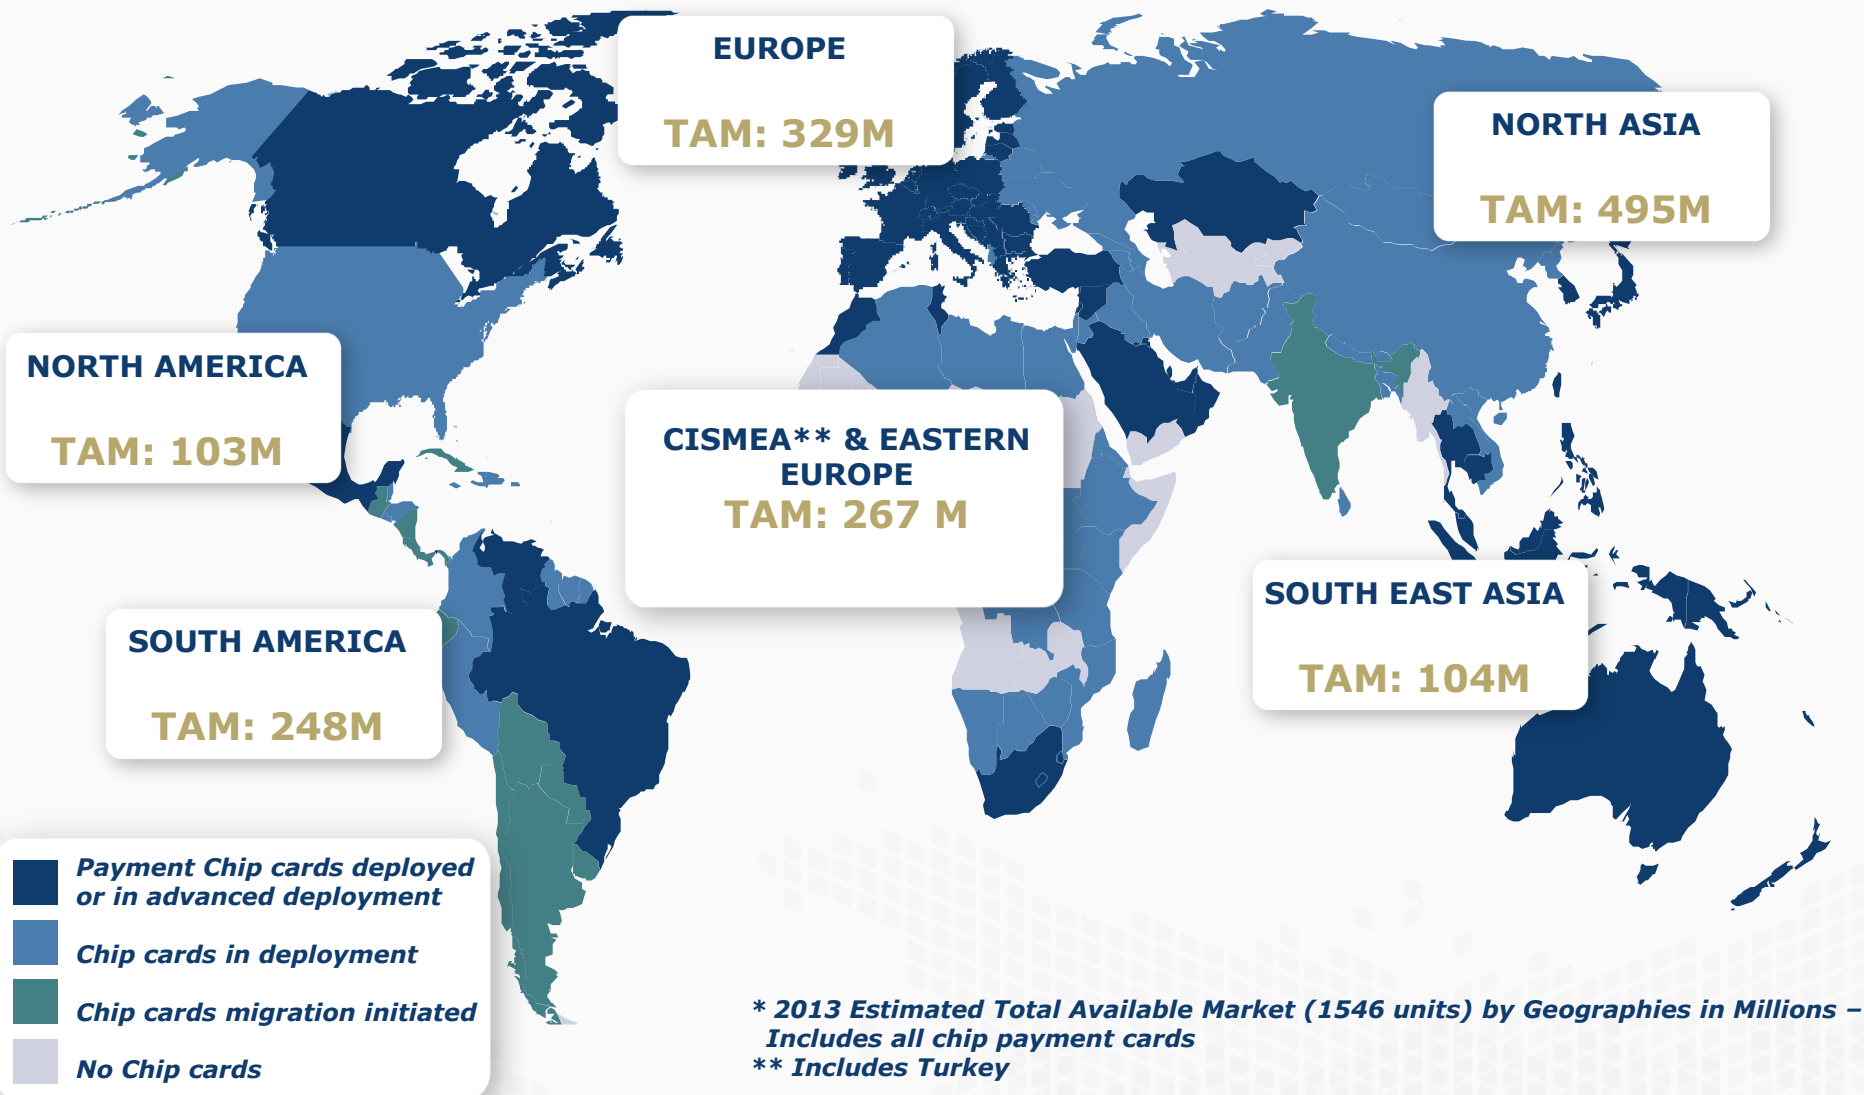 EUROPE
TAM: 329M
NORTH ASIA
TAM: 495M
NORTH AMERICA
TAM: 103M
CISMEA** & EASTERN
EUROPE
TAM: 267 M
SOUTH EAST ASIA
TAM: 104M
SOUTH AMERICA
TAM: 248M
Payment Chip cards deployed
or in advanced deployment
Chip cards in deployment
Chip cards migration initiated
No Chip cards
* 2013 Estimated Total Available Market (1546 units) by Geographies in Millions –
Includes all chip payment cards
** Includes Turkey